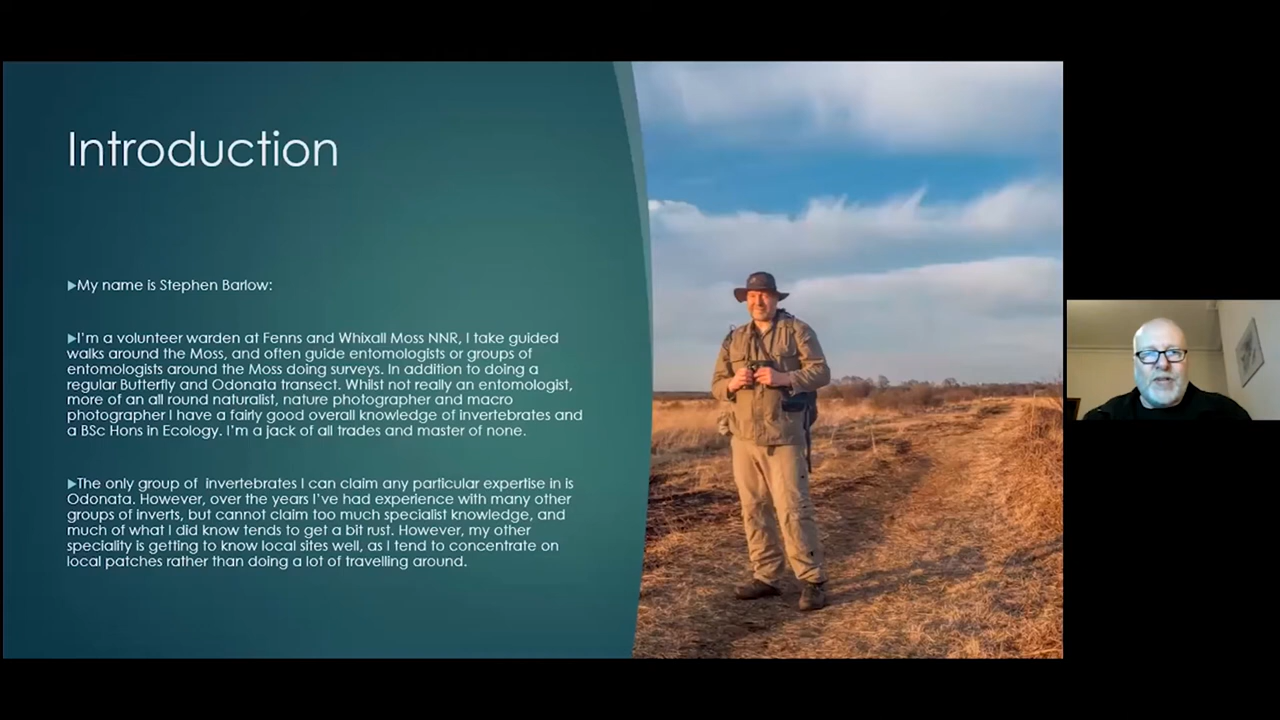 Introduction
My name is Stephen Barlow:
I'm a volunteer warden at Fenns and Whixall Moss NNR, I take guided
walks around the Moss, and often guide entomologists or groups of
entomologists around the Moss doing surveys. In addition to doing a
regular Butterfly and Odonata transect. Whilst not really an entomologist,
more of an all round naturalist, nature photographer and macro
photographer I have a fairly good overall knowledge of invertebrates and
a BSc Hons in Ecology. I'm a jack of all trades and master of none.
The only group of invertebrates I can claim any particular expertise in is
Odonata. However, over the years I've had experience with many other
groups of inverts, but cannot claim too much specialist knowledge, and
much of what I did know tends to get a bit rust. However, my other
speciality is getting to know local sites well, as I tend to concentrate on
local patches rather than doing a lot of travelling around.